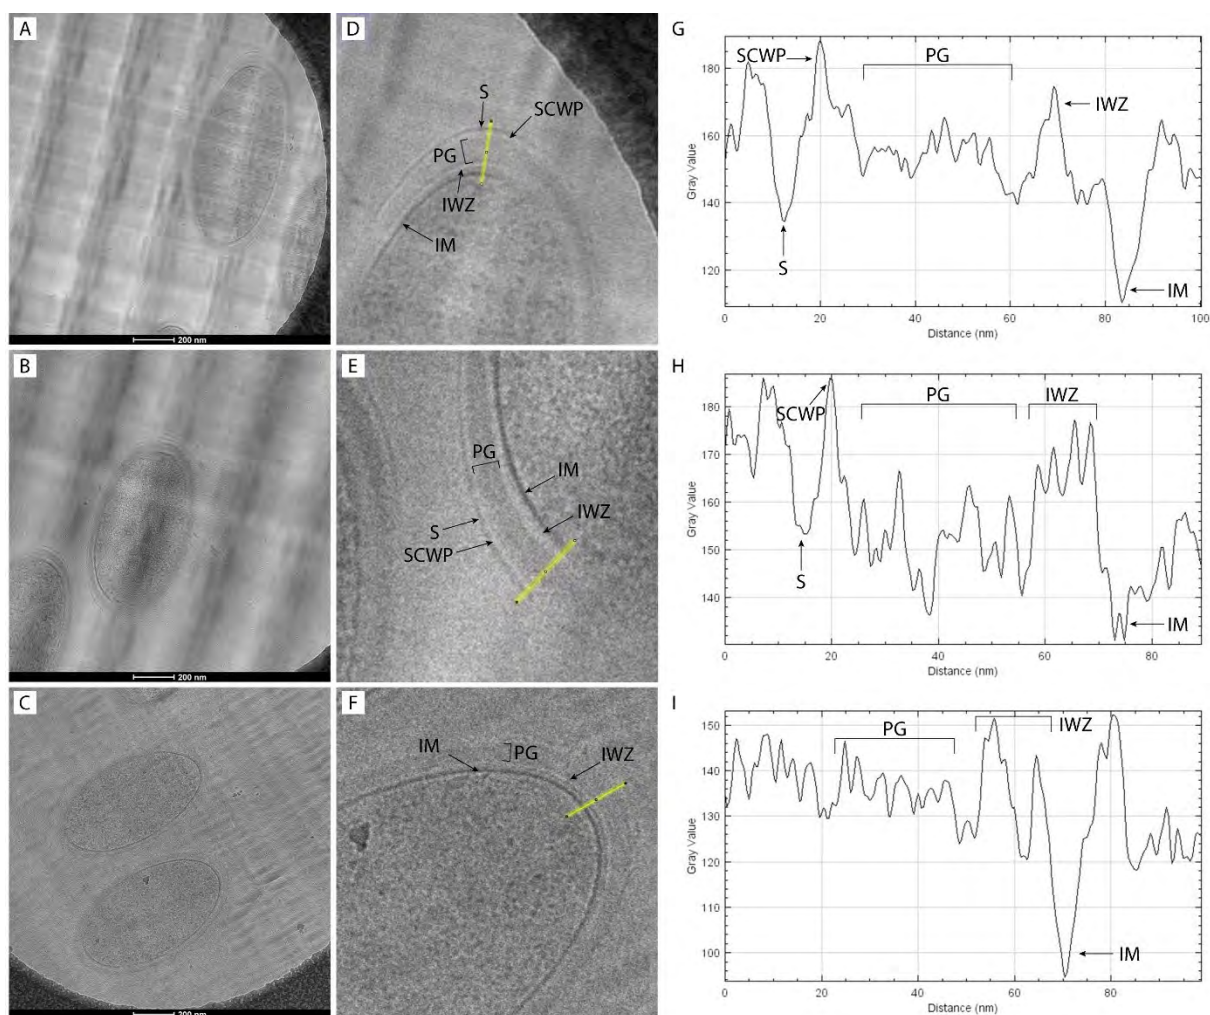 A
200 nm
B
200 nm
C
200 nm
D
S
SCWP
PG
IWZ
IM
E
PG
IM
IWZ
S
SCWP
F
IM
PG
IWZ
G
SCWP
PG
IWZ
S
IM
Gray Value
180
160
140
120
0 20 40 60 80 100
Distance (nm)
H
SCWP
PG
IWZ
S
IM
Gray Value
180
170
160
150
140
0 20 40 60 80
Distance (nm)
I
PG
IWZ
IM
Gray Value
150
140
130
120
110
100
0 20 40 60 80
Distance (nm)